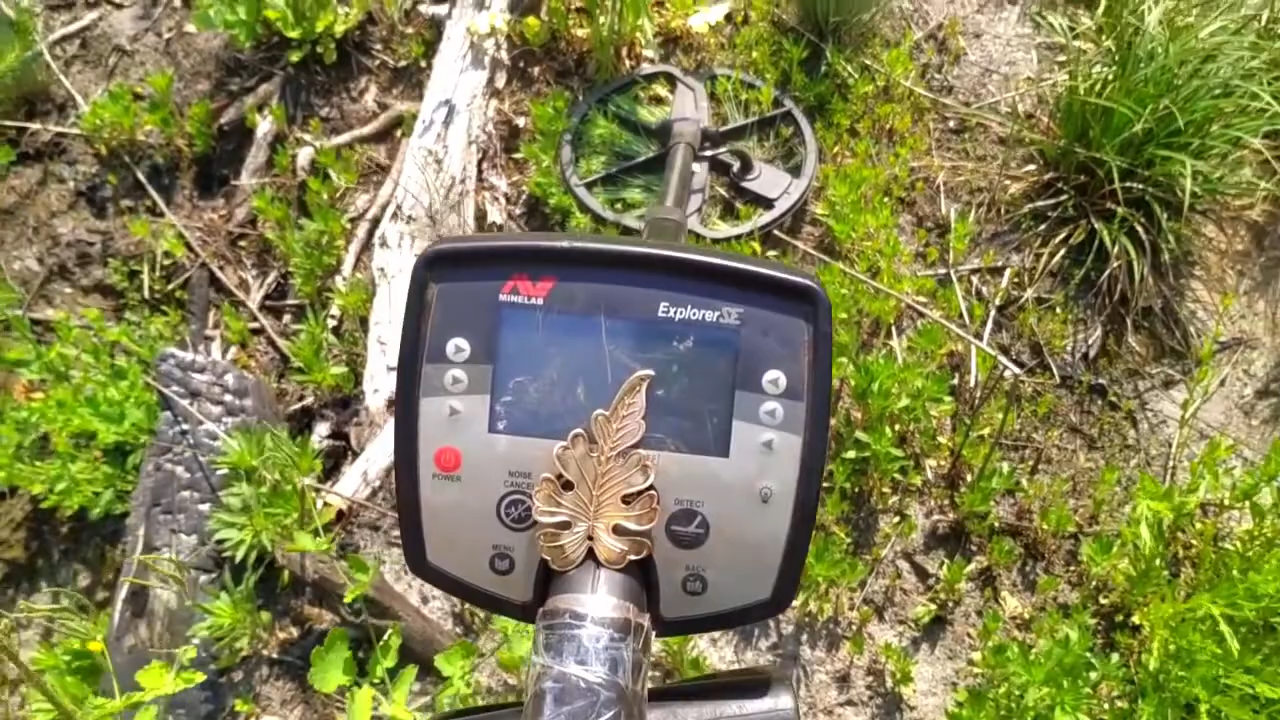 MINELAB
Explorer SE
POWER
NOISE
CANCEL
DETECT
MENU
BACK